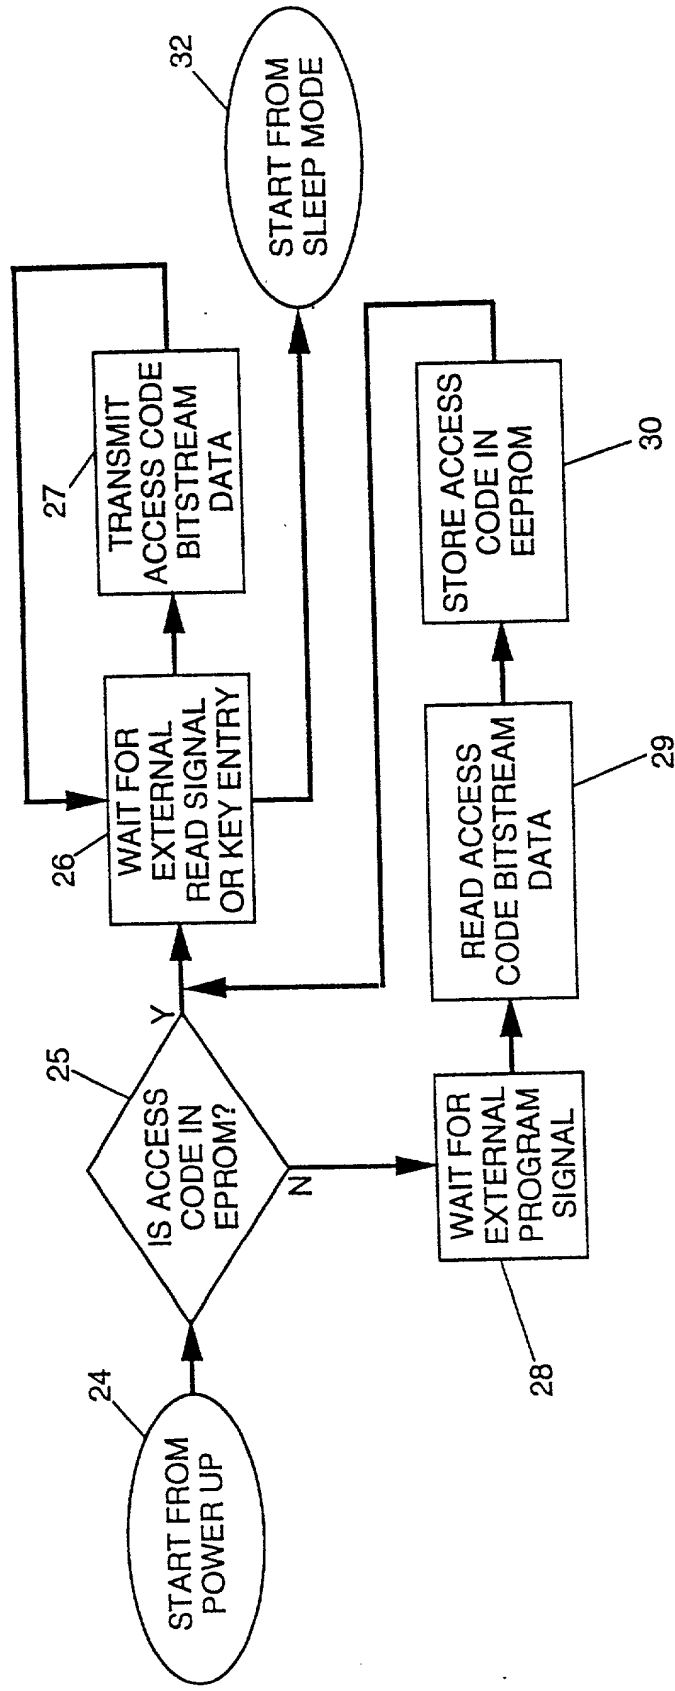 24
START FROM
POWER UP
25
IS ACCESS
CODE IN
EPROM?
Y
N
26
WAIT FOR
EXTERNAL
READ SIGNAL
OR KEY ENTRY
27
TRANSMIT
ACCESS CODE
BITSTREAM
DATA
32
START FROM
SLEEP MODE
28
WAIT FOR
EXTERNAL
PROGRAM
SIGNAL
29
READ ACCESS
CODE BITSTREAM
DATA
30
STORE ACCESS
CODE IN
EEPROM